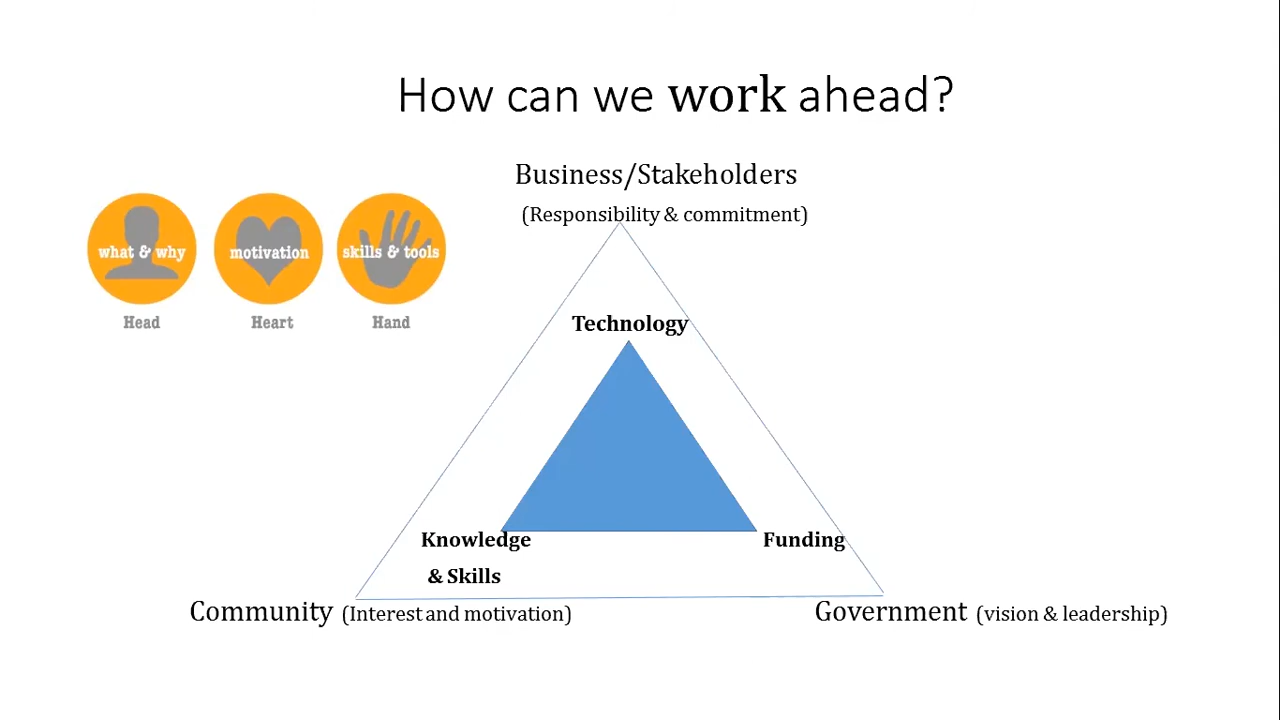 How can we work ahead?
Business/Stakeholders
(Responsibility & commitment)
what & why
motivation
skills & tools
Head
Heart
Hand
Technology
Knowledge
& Skills
Funding
Community (Interest and motivation)
Government (vision & leadership)